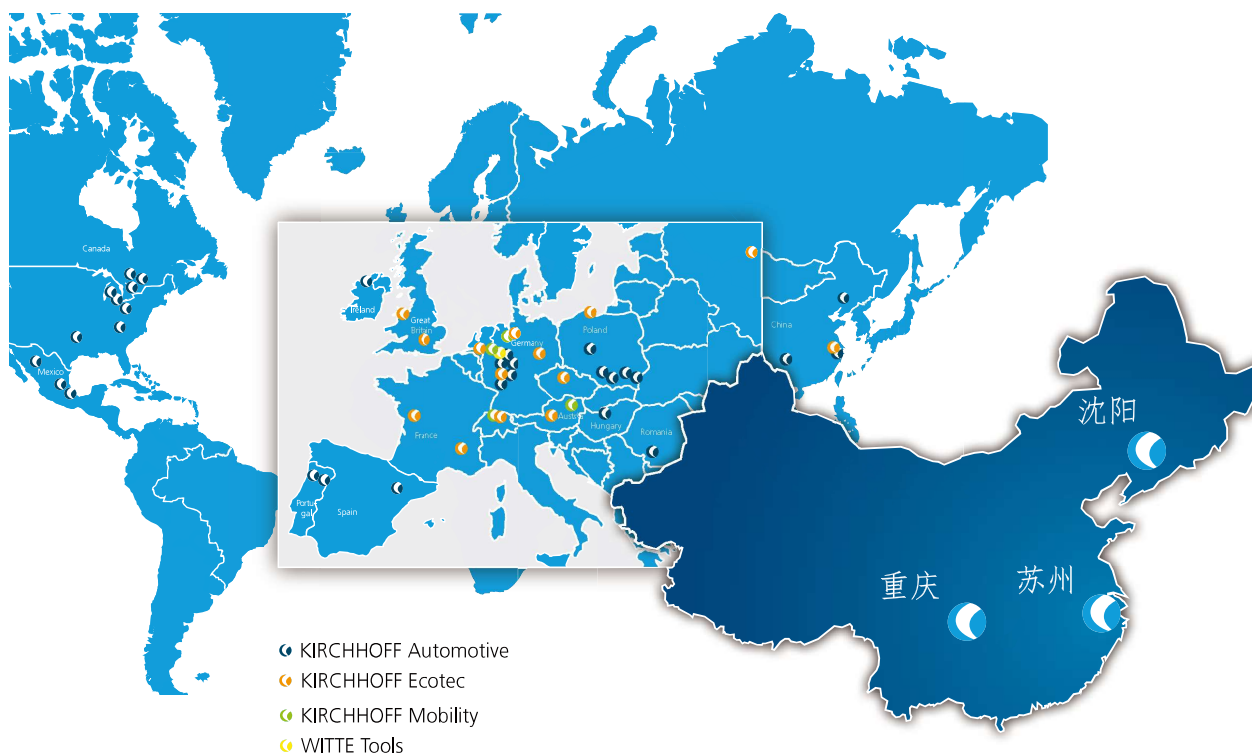 Canada
Mexico
Ireland
Great
Britain
Germany
Poland
France
Austria
Hungary
Romania
Portu-
gal
Spain
China
沈阳
重庆
苏州
KIRCHHOFF Automotive
KIRCHHOFF Ecotec
KIRCHHOFF Mobility
WITTE Tools